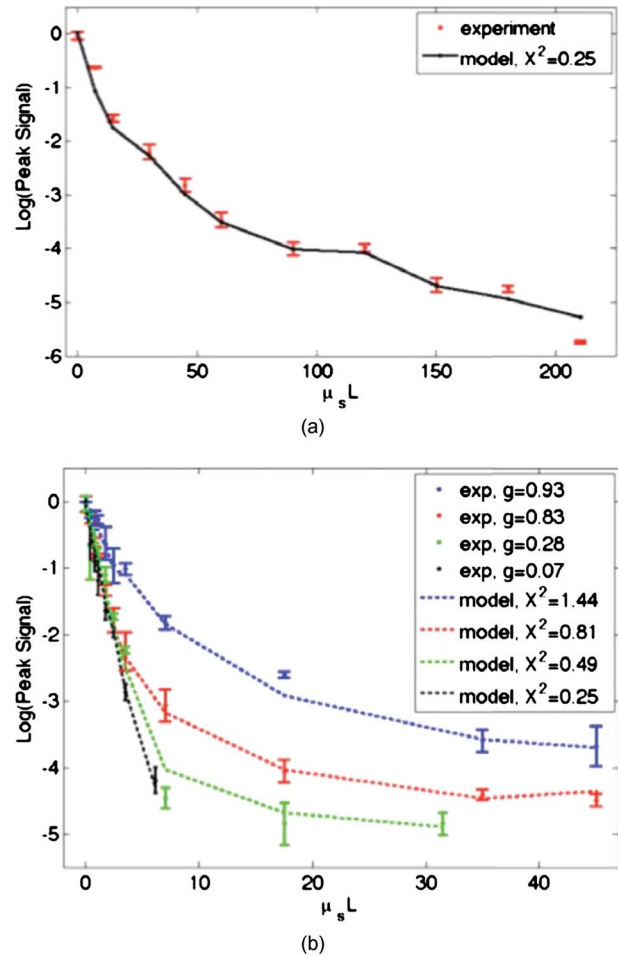 0
-1
-2
-3
-4
-5
-6
Log(Peak Signal)
experiment
model, X²=0.25
0 50 100 150 200
μ s L
(a)
0
-1
-2
-3
-4
-5
Log(Peak Signal)
exp, g=0.93
exp, g=0.83
exp, g=0.28
exp, g=0.07
model, X²=1.44
model, X²=0.81
model, X²=0.49
model, X²=0.25
0 10 20 30 40
μ s L
(b)